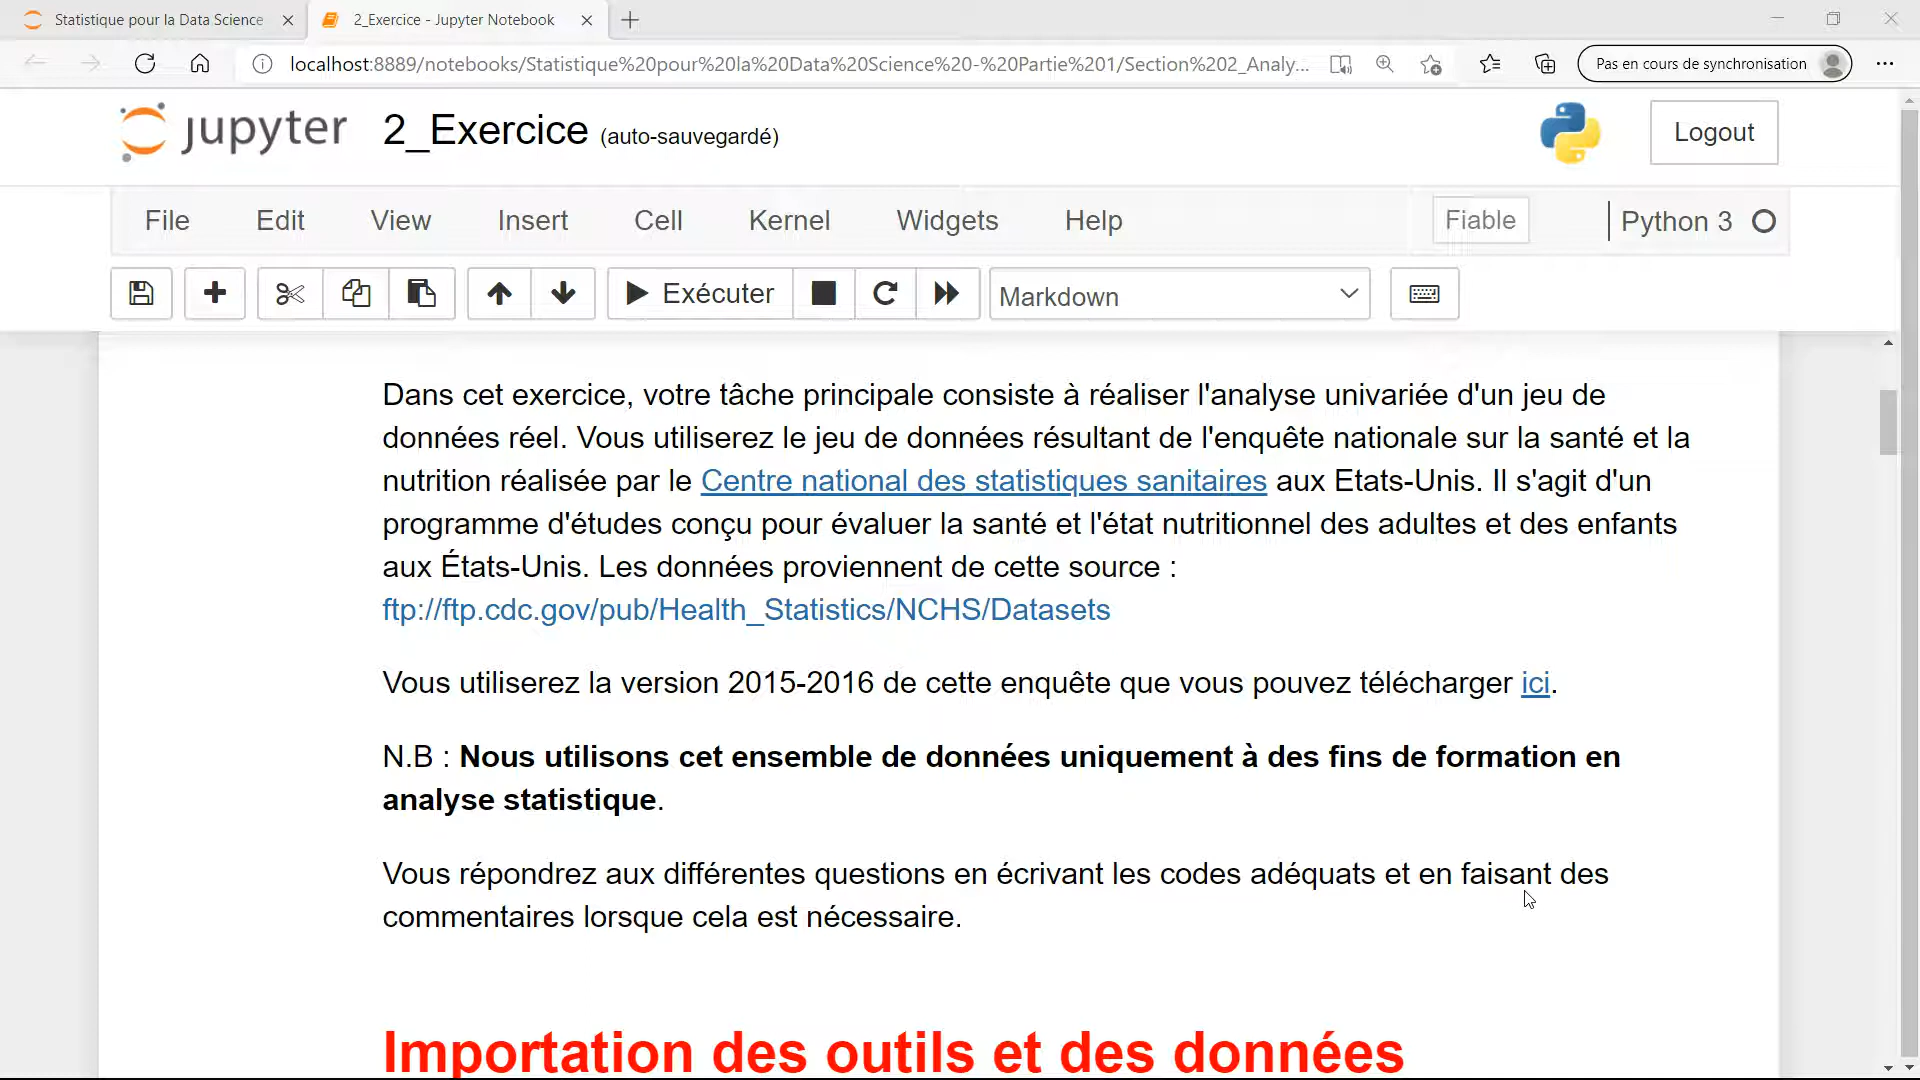 Statistique pour la Data Science
2_Exercice - Jupyter Notebook
localhost:8889/notebooks/Statistique%20pour%20la%20Data%20Science%20-%20Partie%201/Section%202_Analy...
Pas en cours de synchronisation
jupyter 2_Exercice (auto-sauvegardé)
Logout
File Edit View Insert Cell Kernel Widgets Help
Fiable
Python 3
Exécuter
Markdown
Dans cet exercice, votre tâche principale consiste à réaliser l'analyse univariée d'un jeu de
données réel. Vous utiliserez le jeu de données résultant de l'enquête nationale sur la santé et la
nutrition réalisée par le Centre national des statistiques sanitaires aux Etats-Unis. Il s'agit d'un
programme d'études conçu pour évaluer la santé et l'état nutritionnel des adultes et des enfants
aux États-Unis. Les données proviennent de cette source :
ftp://ftp.cdc.gov/pub/Health_Statistics/NCHS/Datasets
Vous utiliserez la version 2015-2016 de cette enquête que vous pouvez télécharger ici.
N.B : Nous utilisons cet ensemble de données uniquement à des fins de formation en
analyse statistique.
Vous répondrez aux différentes questions en écrivant les codes adéquats et en faisant des
commentaires lorsque cela est nécessaire.
Importation des outils et des données